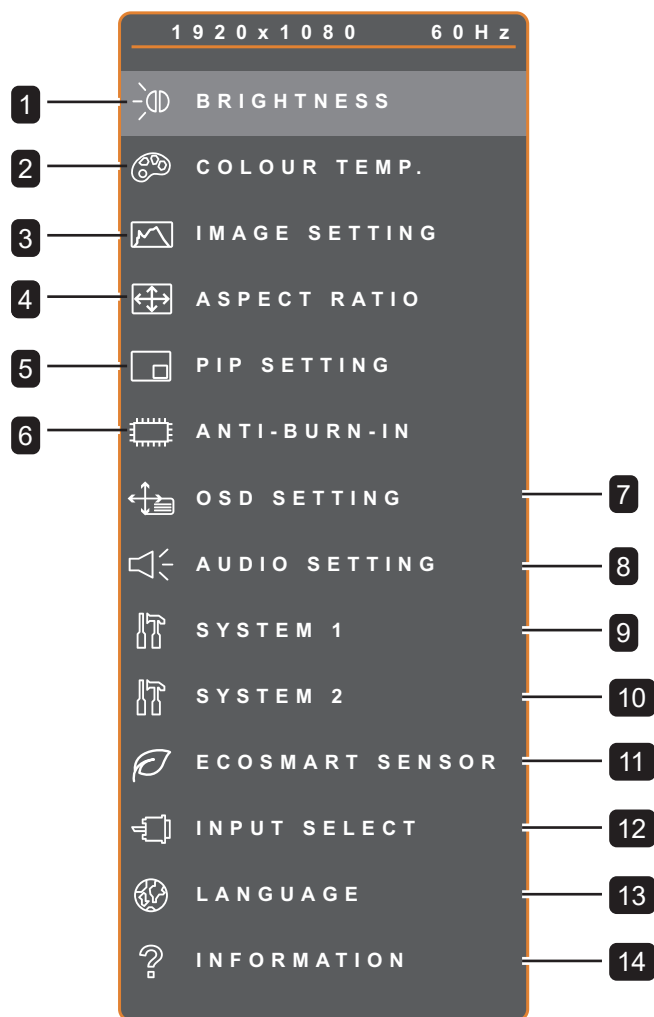 1920x1080 60Hz
1 BRIGHTNESS
2 COLOUR TEMP.
3 IMAGE SETTING
4 ASPECT RATIO
5 PIP SETTING
6 ANTI-BURN-IN
OSD SETTING 7
AUDIO SETTING 8
SYSTEM 1 9
SYSTEM 2 10
ECOSMART SENSOR 11
INPUT SELECT 12
LANGUAGE 13
INFORMATION 14